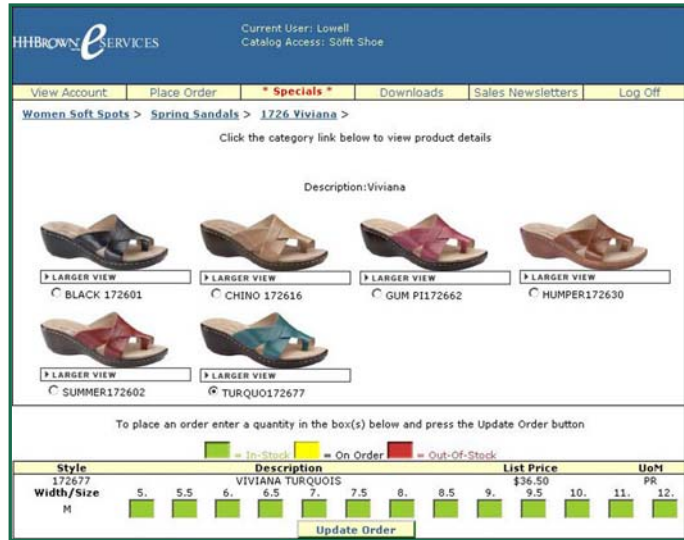 HHBROWN eSERVICES
Current User: Lowell
Catalog Access: Söfft Shoe
View Account Place Order * Specials * Downloads Sales Newsletters Log Off
Women Soft Spots > Spring Sandals > 1726 Viviana >
Click the category link below to view product details
Description:Viviana
LARGER VIEW LARGER VIEW LARGER VIEW LARGER VIEW
BLACK 172601 CHINO 172616 GUM PI172662 HUMPER172630
LARGER VIEW LARGER VIEW
SUMMER172602 TURQUO172677
To place an order enter a quantity in the box(s) below and press the Update Order button
= In-Stock = On Order = Out-Of-Stock
Style Description List Price UoM
172677 VIVIANA TURQUOIS $36.50 PR
Width/Size 5. 5.5 6. 6.5 7. 7.5 8. 8.5 9. 9.5 10. 11. 12.
M
Update Order